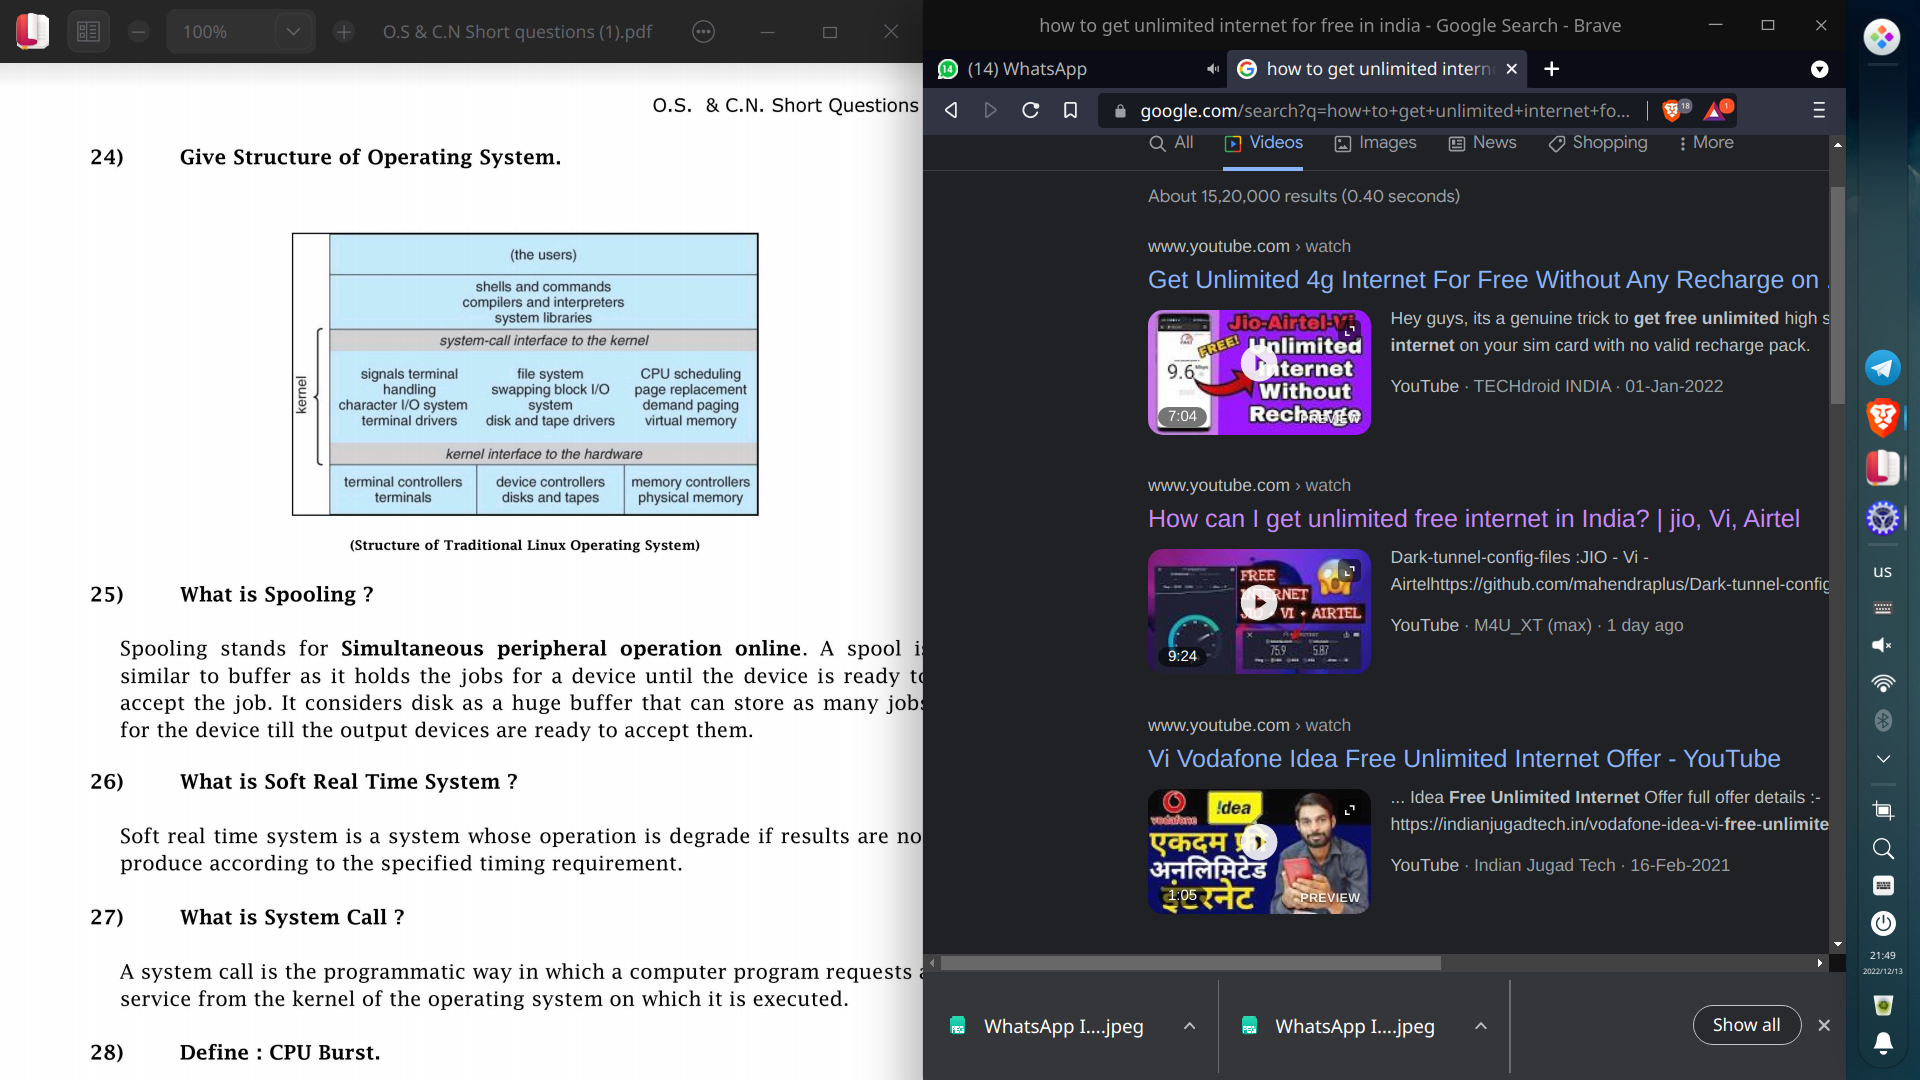 100%
O.S & C.N Short questions (1).pdf
O.S. & C.N. Short Questions
24) Give Structure of Operating System.
(the users)
shells and commands
compilers and interpreters
system libraries
system-call interface to the kernel
kernel
signals terminal
handling
character I/O system
terminal drivers
file system
swapping block I/O
system
disk and tape drivers
CPU scheduling
page replacement
demand paging
virtual memory
kernel interface to the hardware
terminal controllers
terminals
device controllers
disks and tapes
memory controllers
physical memory
(Structure of Traditional Linux Operating System)
25) What is Spooling ?
Spooling stands for Simultaneous peripheral operation online. A spool is
similar to buffer as it holds the jobs for a device until the device is ready to
accept the job. It considers disk as a huge buffer that can store as many jobs
for the device till the output devices are ready to accept them.
26) What is Soft Real Time System ?
Soft real time system is a system whose operation is degrade if results are no
produce according to the specified timing requirement.
27) What is System Call ?
A system call is the programmatic way in which a computer program requests a
service from the kernel of the operating system on which it is executed.
28) Define : CPU Burst.
how to get unlimited internet for free in india - Google Search - Brave
14
(14) WhatsApp
how to get unlimited intern
google.com/search?q=how+to+get+unlimited+internet+fo...
18
1
All
Videos
Images
News
Shopping
More
About 15,20,000 results (0.40 seconds)
www.youtube.com › watch
Get Unlimited 4g Internet For Free Without Any Recharge on .
Jio-Airtel-Vi
FREE!
Unlimited
Internet
Without
Recharge
9.6
7:04
PREVIEW
Hey guys, its a genuine trick to get free unlimited high s
internet on your sim card with no valid recharge pack.
YouTube · TECHdroid INDIA · 01-Jan-2022
www.youtube.com › watch
How can I get unlimited free internet in India? | jio, Vi, Airtel
FREE
JIO + VI + AIRTEL
75.9
5.87
9:24
Dark-tunnel-config-files :JIO - Vi -
Airtelhttps://github.com/mahendraplus/Dark-tunnel-config
YouTube · M4U_XT (max) · 1 day ago
www.youtube.com › watch
Vi Vodafone Idea Free Unlimited Internet Offer - YouTube
vodafone
!dea
एकदम फ्री
अनलिमिटेड
इंटरनेट
1:05
PREVIEW
... Idea Free Unlimited Internet Offer full offer details :-
https://indianjugadtech.in/vodafone-idea-vi-free-unlimite
YouTube · Indian Jugad Tech · 16-Feb-2021
WhatsApp I....jpeg
WhatsApp I....jpeg
Show all
us
21:49
2022/12/13